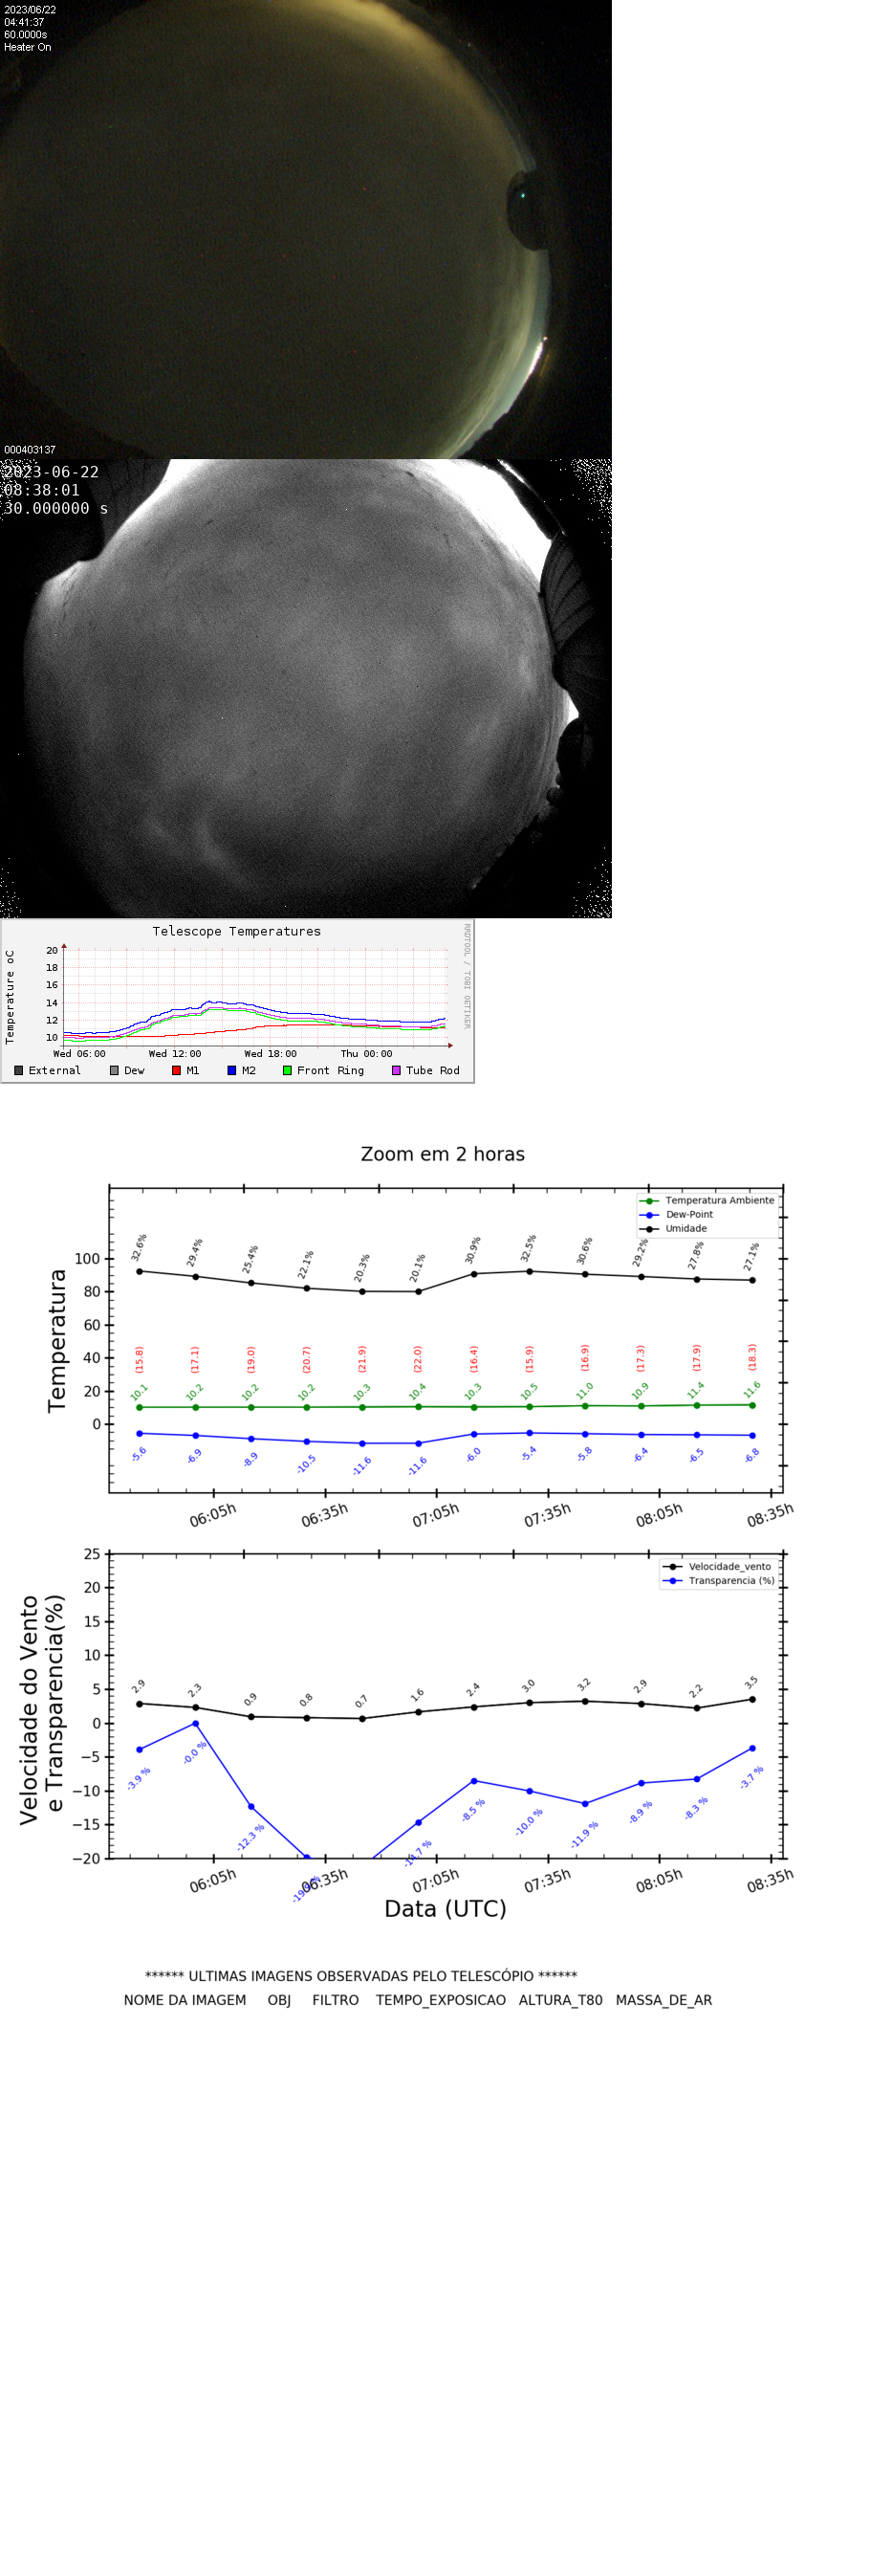 2023/06/22
04:41:37
60.0000s
Heater On
000403137
2023-06-22
08:38:01
30.000000 s
Telescope Temperatures
RRDTOOL / TOBI OETIKER
Temperature oC
20
18
16
14
12
10
Wed 06:00 Wed 12:00 Wed 18:00 Thu 00:00
External Dew M1 M2 Front Ring Tube Rod
Zoom em 2 horas
Temperatura
100
80
60
40
20
0
Temperatura Ambiente
Dew-Point
Umidade
32.6% 29.4% 25.4% 22.1% 20.3% 20.1% 30.9% 32.5% 30.6% 29.2% 27.8% 27.1%
(15.8) (17.1) (19.0) (20.7) (21.9) (22.0) (16.4) (15.9) (16.9) (17.3) (17.9) (18.3)
10.1 10.2 10.2 10.2 10.3 10.4 10.3 10.5 11.0 10.9 11.4 11.6
-5.6 -6.9 -8.9 -10.5 -11.6 -11.6 -6.0 -5.4 -5.8 -6.4 -6.5 -6.8
06:05h 06:35h 07:05h 07:35h 08:05h 08:35h
Velocidade do Vento
e Transparencia(%)
25
20
15
10
5
0
−5
−10
−15
−20
Velocidade_vento
Transparencia (%)
2.9 2.3 0.9 0.8 0.7 1.6 2.4 3.0 3.2 2.9 2.2 3.5
-3.9 % -0.0 % -12.3 % -14.7 % -8.5 % -10.0 % -11.9 % -8.9 % -8.3 % -3.7 %
06:05h 06:35h 07:05h 07:35h 08:05h 08:35h
Data (UTC)
****** ULTIMAS IMAGENS OBSERVADAS PELO TELESCÓPIO ******
NOME DA IMAGEM OBJ FILTRO TEMPO_EXPOSICAO ALTURA_T80 MASSA_DE_AR